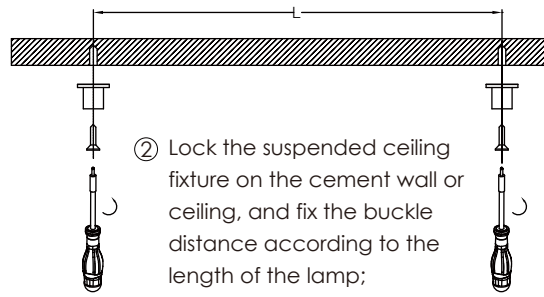 L
② Lock the suspended ceiling
fixture on the cement wall or
ceiling, and fix the buckle
distance according to the
length of the lamp;